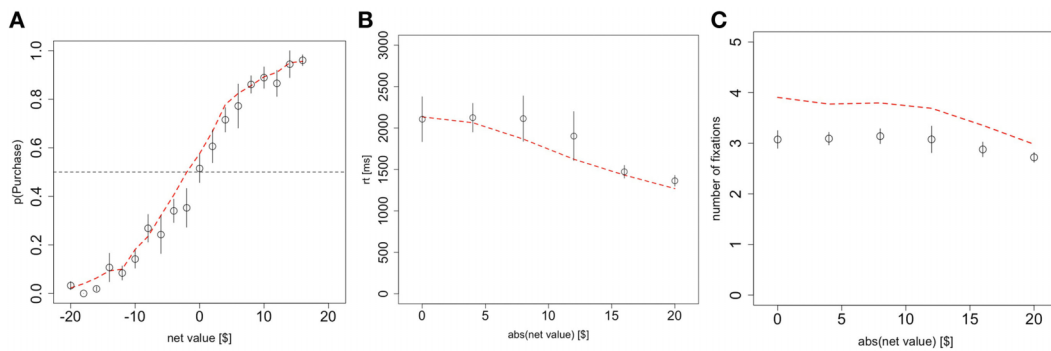 A
p(Purchase)
1.0
0.8
0.6
0.4
0.2
0.0
-20 -10 0 10 20
net value [$]
B
rt [ms]
3000
2500
2000
1500
1000
500
0
0 5 10 15 20
abs(net value) [$]
C
number of fixations
5
4
3
2
1
0
0 5 10 15 20
abs(net value) [$]